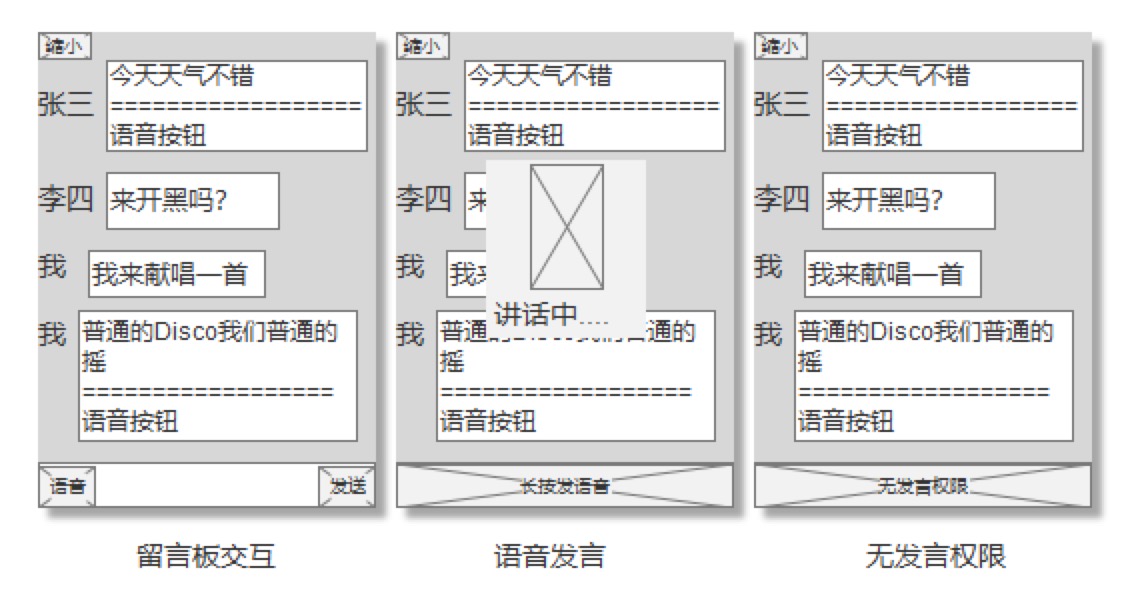 缩小
张三
今天天气不错
==================
语音按钮
李四
来开黑吗?
我
我来献唱一首
我
普通的Disco我们普通的
摇
==================
语音按钮
语音
发送
留言板交互
缩小
张三
今天天气不错
==================
语音按钮
李四
来
我
我来
讲话中....
我
普通的Disco我们普通的
摇
==================
语音按钮
长按发语音
语音发言
缩小
张三
今天天气不错
==================
语音按钮
李四
来开黑吗?
我
我来献唱一首
我
普通的Disco我们普通的
摇
==================
语音按钮
无发言权限
无发言权限